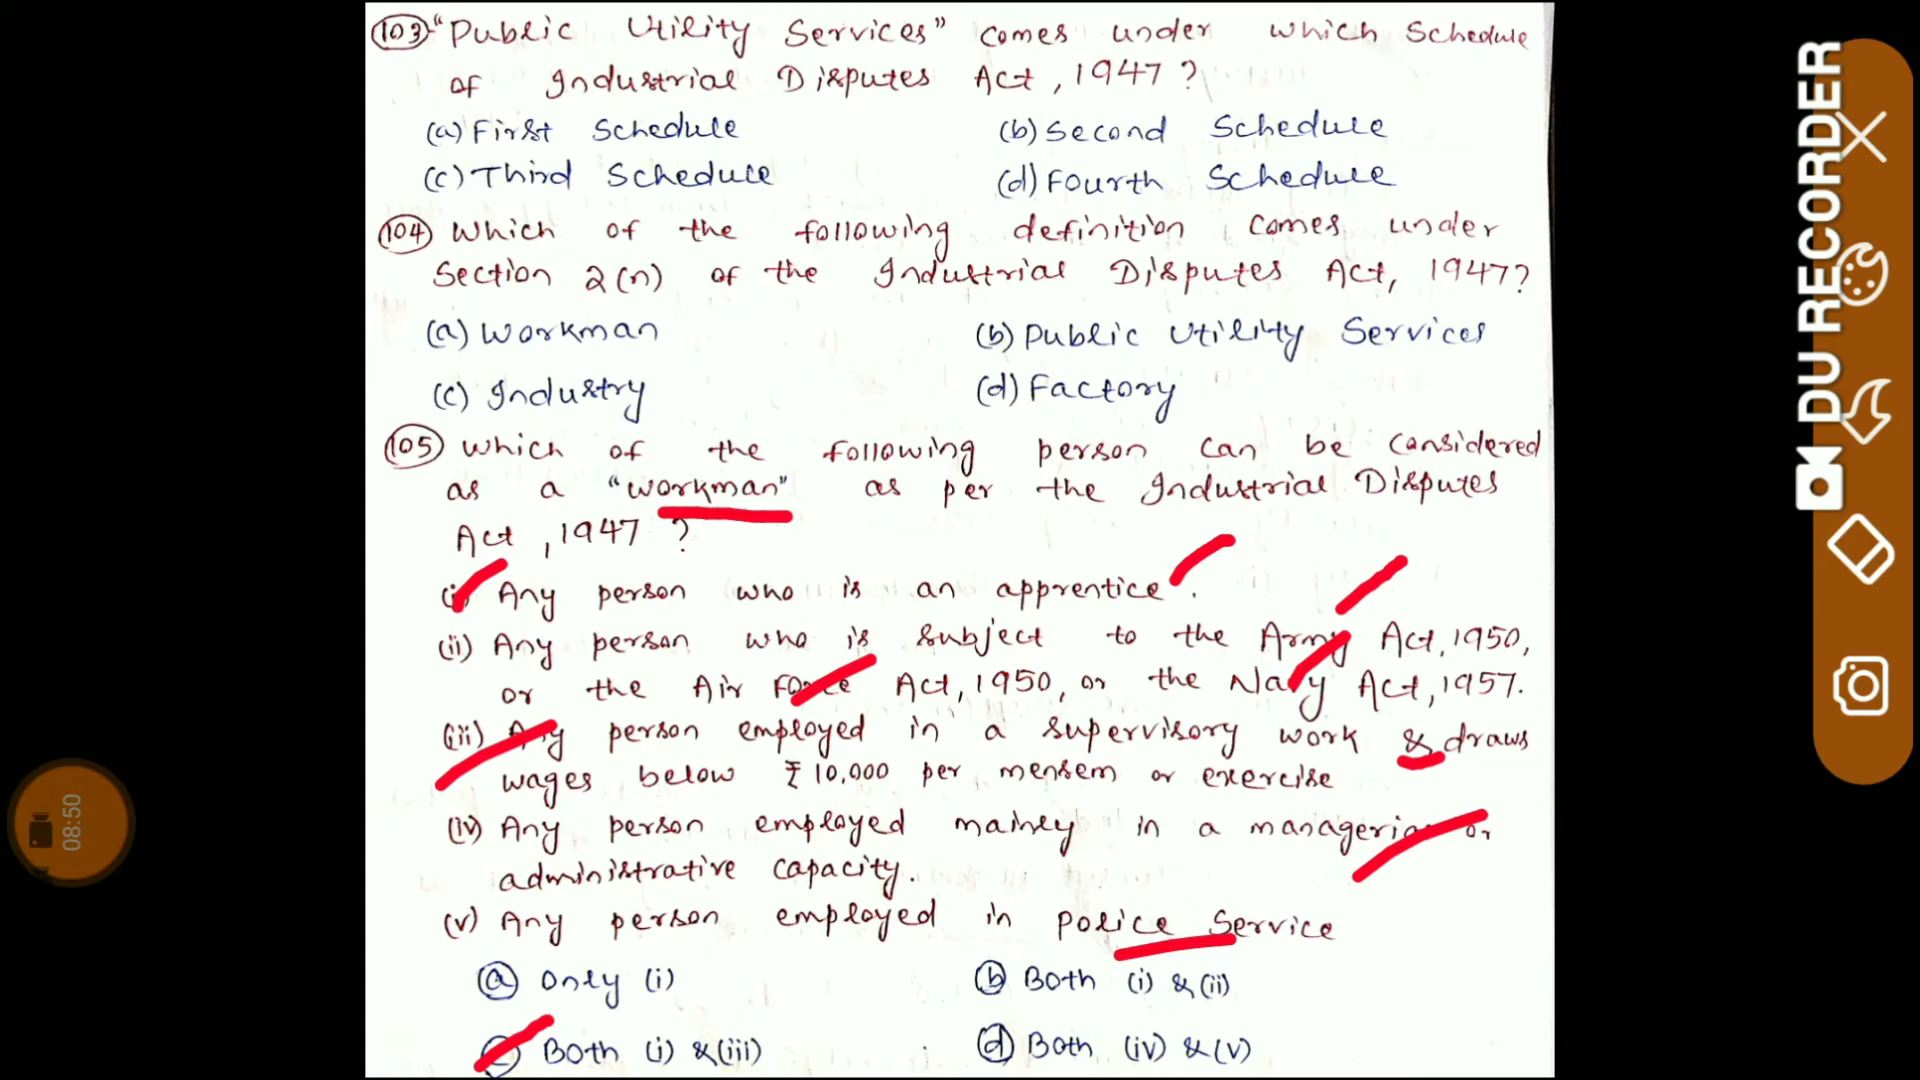 (103) "Public Utility Services" comes under which Schedule
of Industrial Disputes Act, 1947?
(a) First Schedule (b) Second Schedule
(c) Third Schedule (d) Fourth Schedule
(104) Which of the following definition comes under
Section 2(n) of the Industrial Disputes Act, 1947?
(a) Workman (b) Public Utility Services
(c) Industry (d) Factory
(105) Which of the following person can be considered
as a "workman" as per the Industrial Disputes
Act, 1947?
(i) Any person who is an apprentice.
(ii) Any person who is subject to the Army Act, 1950,
or the Air Force Act, 1950, or the Navy Act, 1957.
(iii) Any person employed in a supervisory work & draws
wages below ₹ 10,000 per mensem or exercise
(iv) Any person employed mainly in a managerial or
administrative capacity.
(v) Any person employed in police Service
(a) Only (i) (b) Both (i) & (ii)
(c) Both (i) & (iii) (d) Both (iv) & (v)
DU RECORDER
08:50